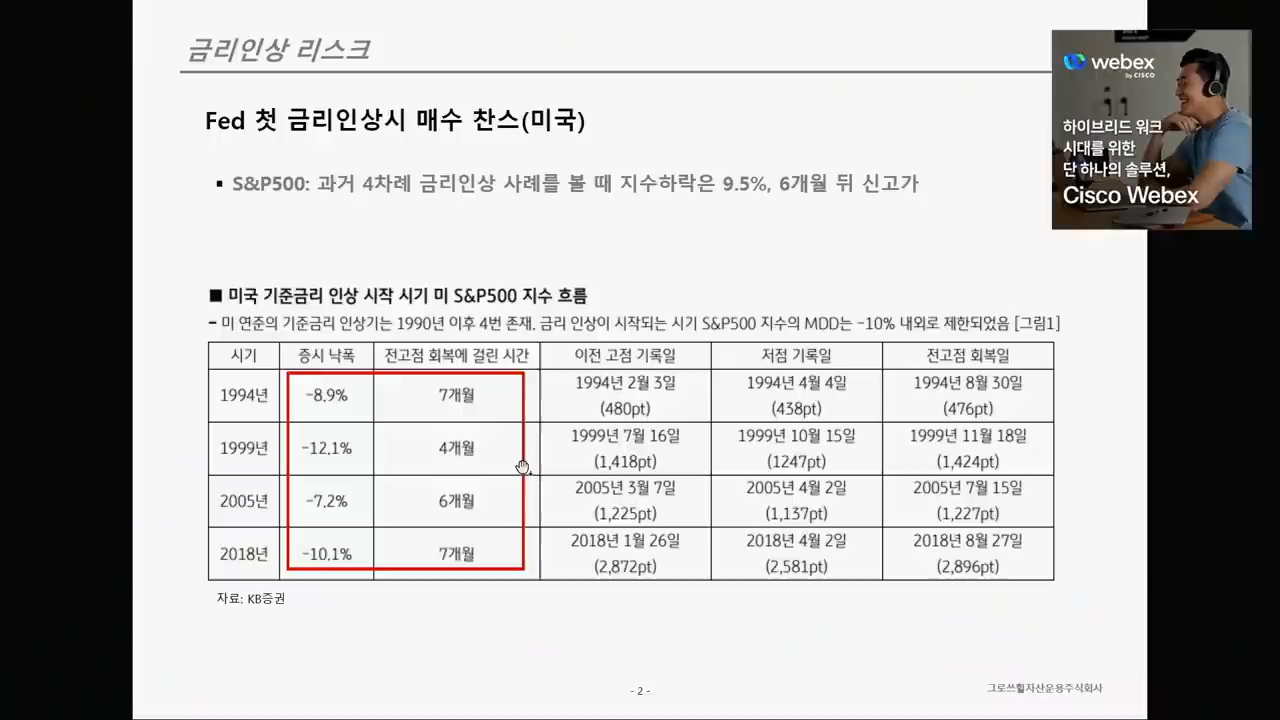 금리인상 리스크
webex
by CISCO
하이브리드 워크
시대를 위한
단 하나의 솔루션,
Cisco Webex
Fed 첫 금리인상시 매수 찬스(미국)
▪ S&P500: 과거 4차례 금리인상 사례를 볼 때 지수하락은 9.5%, 6개월 뒤 신고가
■ 미국 기준금리 인상 시작 시기 미 S&P500 지수 흐름
- 미 연준의 기준금리 인상기는 1990년 이후 4번 존재. 금리 인상이 시작되는 시기 S&P500 지수의 MDD는 -10% 내외로 제한되었음 [그림1]
시기 증시 낙폭 전고점 회복에 걸린 시간 이전 고점 기록일 저점 기록일 전고점 회복일
1994년 -8.9% 7개월 1994년 2월 3일 1994년 4월 4일 1994년 8월 30일
(480pt) (438pt) (476pt)
1999년 -12.1% 4개월 1999년 7월 16일 1999년 10월 15일 1999년 11월 18일
(1,418pt) (1247pt) (1,424pt)
2005년 -7.2% 6개월 2005년 3월 7일 2005년 4월 2일 2005년 7월 15일
(1,225pt) (1,137pt) (1,227pt)
2018년 -10.1% 7개월 2018년 1월 26일 2018년 4월 2일 2018년 8월 27일
(2,872pt) (2,581pt) (2,896pt)
자료: KB증권
- 2 -
그로쓰힐자산운용주식회사